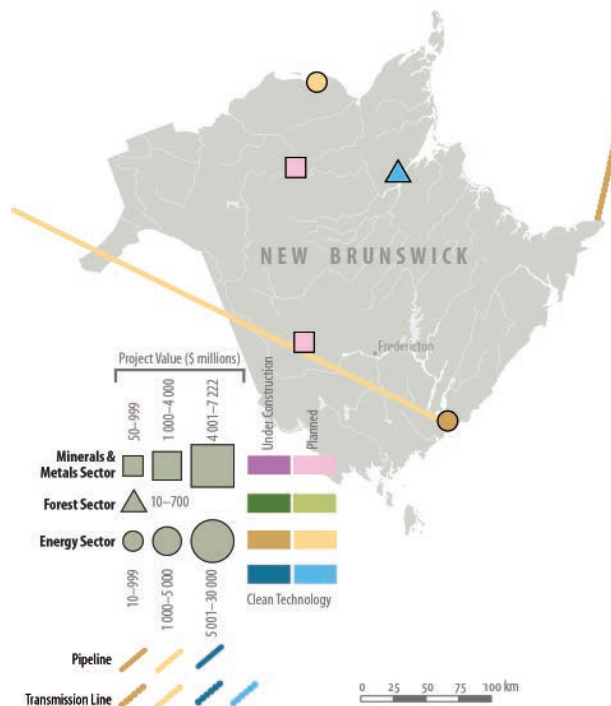 NEW BRUNSWICK
Fredericton
Project Value ($ millions)
50–999
1 000–4 000
4 001–7 222
Under Construction
Planned
Minerals &
Metals Sector
Forest Sector
10–700
Energy Sector
10–999
1 000–5 000
5 001–30 000
Clean Technology
Pipeline
Transmission Line
0 25 50 75 100 km